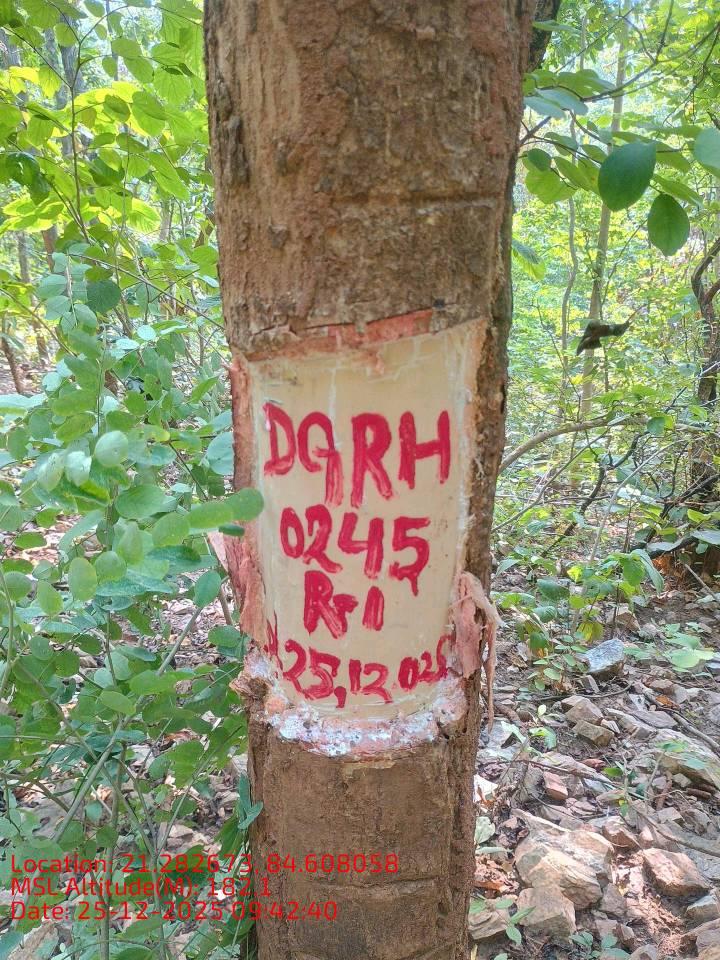 DGRH
0245
RF1
25,12 025
Location: 21.282673, 84.608058
MSL Altitude(M): 182.1
Date: 25-12-2025 09:42:40